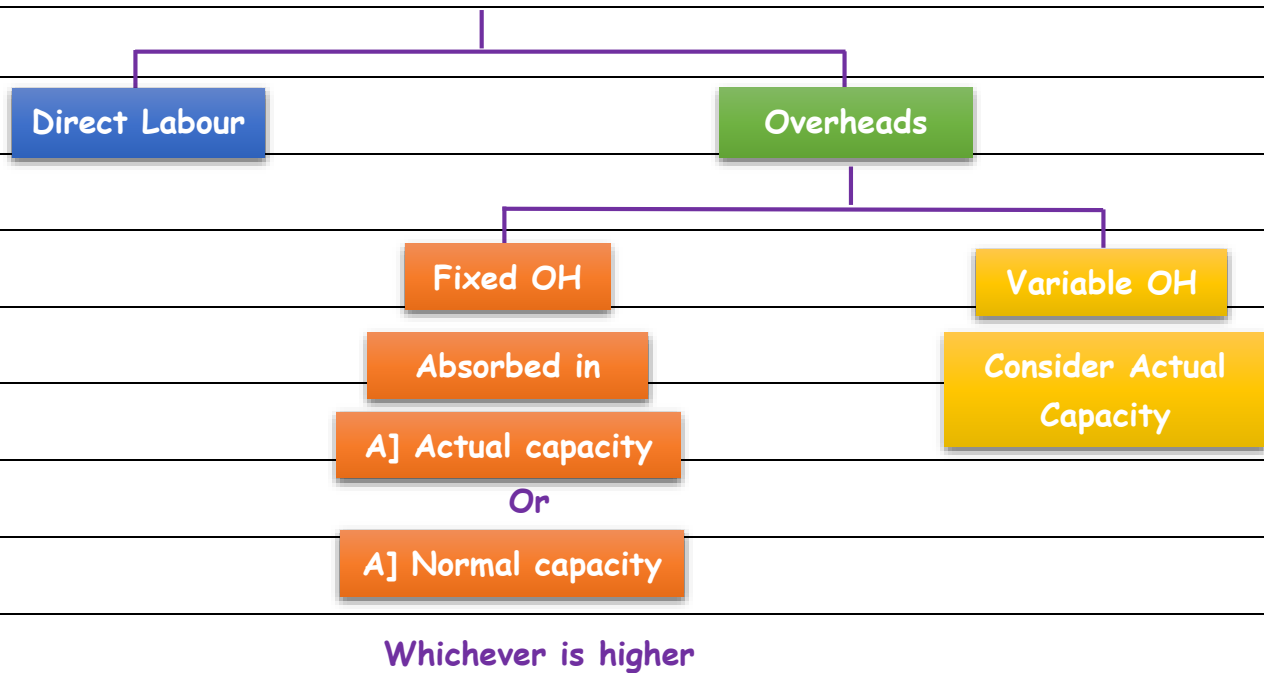 Direct Labour
Overheads
Fixed OH
Variable OH
Absorbed in
Consider Actual
Capacity
A] Actual capacity
Or
A] Normal capacity
Whichever is higher